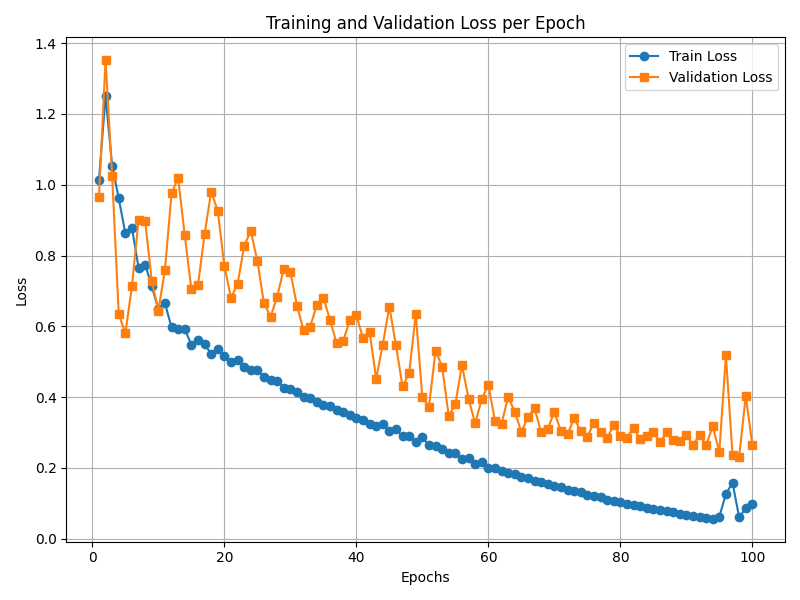 Training and Validation Loss per Epoch
Train Loss
Validation Loss
Loss
1.4
1.2
1.0
0.8
0.6
0.4
0.2
0.0
0 20 40 60 80 100
Epochs